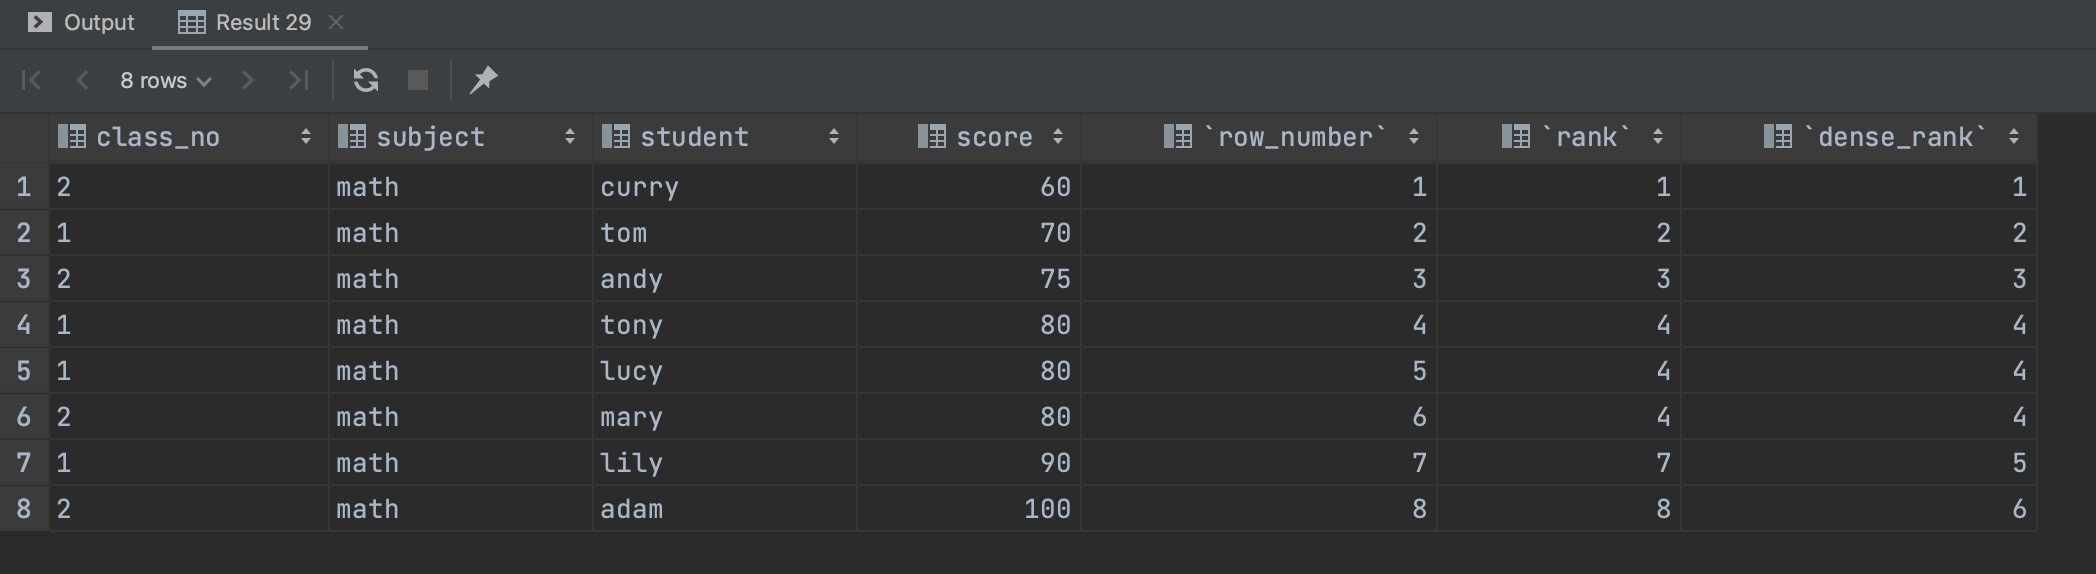 Output Result 29
8 rows
class_no subject student score `row_number` `rank` `dense_rank`
1 2 math curry 60 1 1 1
2 1 math tom 70 2 2 2
3 2 math andy 75 3 3 3
4 1 math tony 80 4 4 4
5 1 math lucy 80 5 4 4
6 2 math mary 80 6 4 4
7 1 math lily 90 7 7 5
8 2 math adam 100 8 8 6